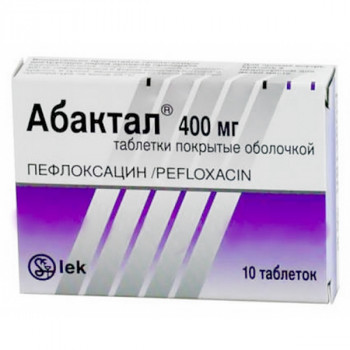 Абактал® 400 мг
таблетки покрытые оболочкой
ПЕФЛОКСАЦИН /PEFLOXACIN
lek
10 таблеток